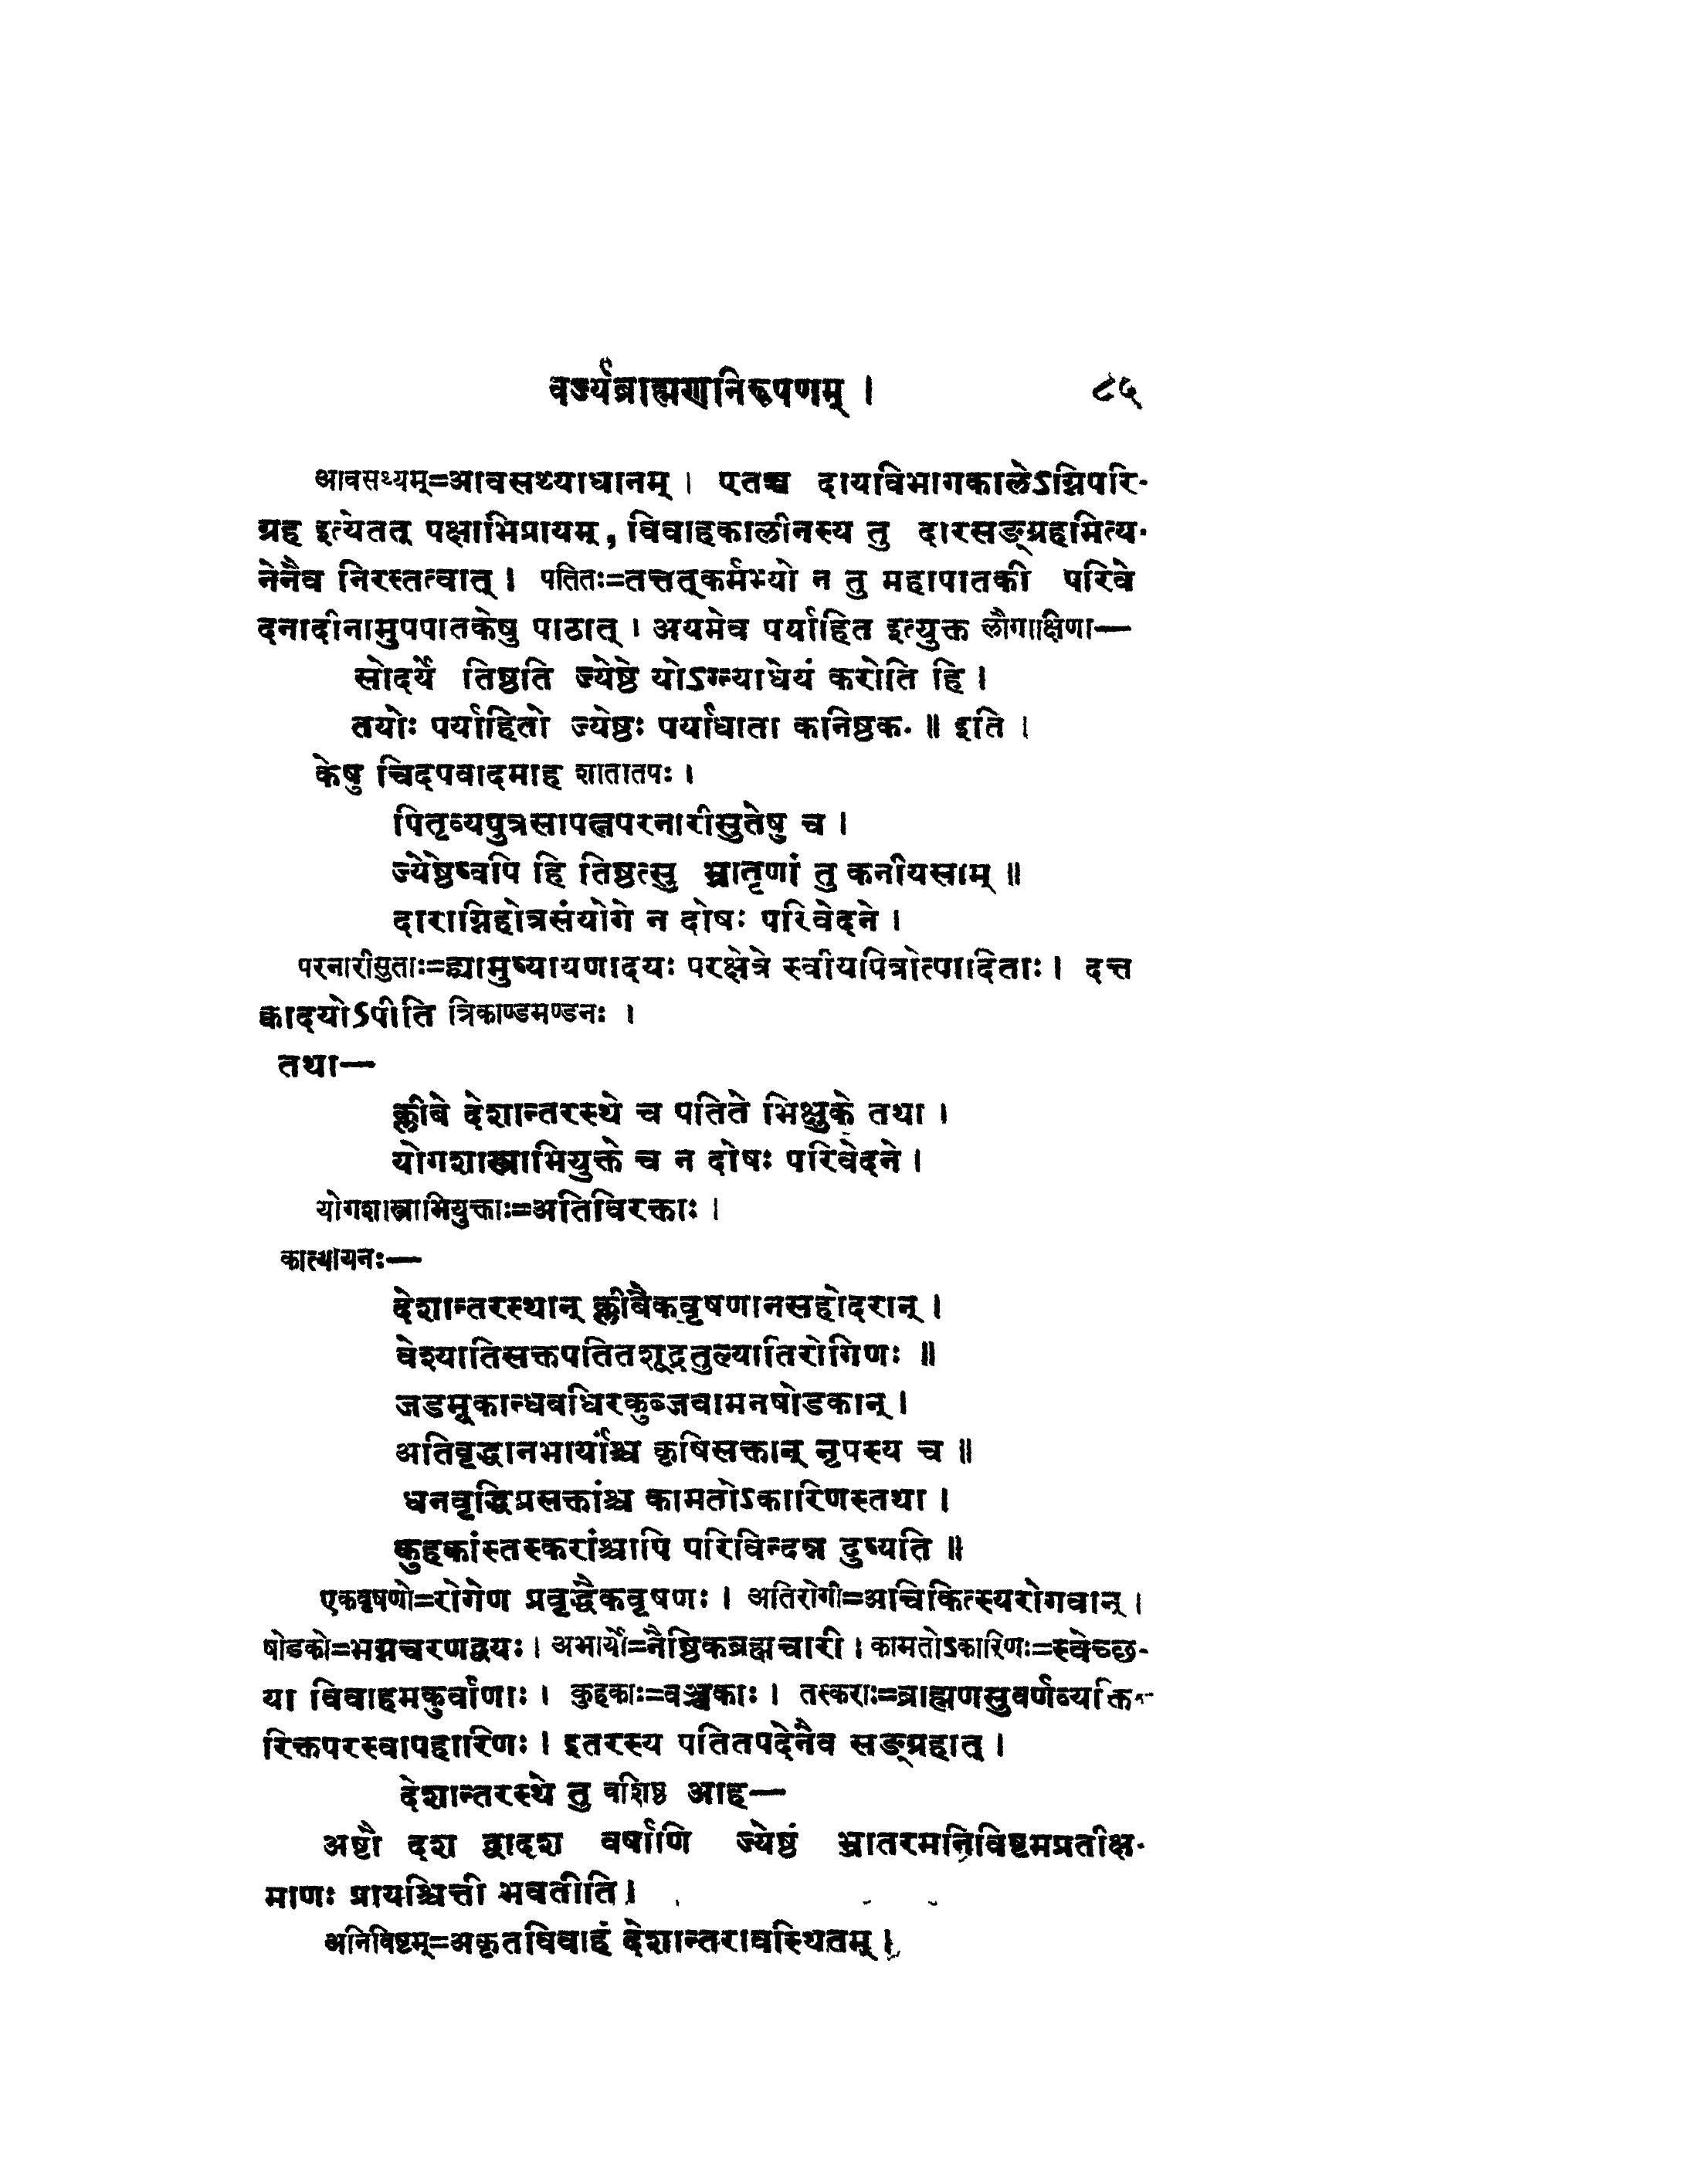 वर्ज्यब्राह्मणनिरूपणम् । ८५
आवसथ्यम्=आवसथ्याधानम् । एतच्च दायविभागकालेऽग्निपरि-
ग्रह इत्येतत् पक्षाभिप्रायम्, विवाहकालीनस्य तु दारसङ्ग्रहमित्य-
नेनैव निरस्तत्वात् । पतितः=तत्तत्कर्मभ्यो न तु महापातकी परिवे
दनादीनामुपपातकेषु पाठात् । अयमेव पर्याहित इत्युक्त लौगाक्षिणा—
सोदर्ये तिष्ठति ज्येष्ठे योऽग्न्याधेयं करोति हि ।
तयोः पर्याहितो ज्येष्ठः पर्याधाता कनिष्ठक. ॥ इति ।
केषु चिदपवादमाह शातातपः ।
पितृव्यपुत्रसापत्नपरनारीसुतेषु च ।
ज्येष्ठेष्वपि हि तिष्ठत्सु भ्रातॄणां तु कनीयसाम् ॥
दाराग्निहोत्रसंयोगे न दोषः परिवेदने ।
परनारीसुताः=द्व्यामुष्यायणादयः परक्षेत्रे स्वीयपित्रोत्पादिताः । दत्त
कादयोऽपीति त्रिकाण्डमण्डनः ।
तथा—
क्लीबे देशान्तरस्थे च पतिते भिक्षुके तथा ।
योगशास्त्राभियुक्ते च न दोषः परिवेदने ।
योगशास्त्राभियुक्ताः=अतिविरक्ताः ।
कात्यायनः—
देशान्तरस्थान् क्लीबैकवृषणानसहोदरान् ।
वेश्यातिसक्तपतितशूद्रतुल्यातिरोगिणः ॥
जडमूकान्धवधिरकुब्जवामनषोडकान् ।
अतिवृद्धानभार्यांश्च कृषिसक्तान् नृपस्य च ॥
धनवृद्धिप्रसक्तांश्च कामतोऽकारिणस्तथा ।
कुहकांस्तस्करांश्चापि परिविन्दन्न दुष्यति ॥
एकवृषणो=रोगेण प्रवृद्धैकवृषणः । अतिरोगी=अचिकित्स्यरोगवान् ।
षोडको=भग्नचरणद्वयः । अभार्यो=नैष्ठिकब्रह्मचारी । कामतोऽकारिणः=स्वेच्छ-
या विवाहमकुर्वाणाः । कुहकाः=वञ्चकाः । तस्कराः=ब्राह्मणसुवर्णव्यक्ति-
रिक्तपरस्वापहारिणः । इतरस्य पतितपदेनैव सङ्ग्रहात् ।
देशान्तरस्थे तु वशिष्ठ आह—
अष्टौ दश द्वादश वर्षाणि ज्येष्ठं भ्रातरमनिविष्टमप्रतीक्ष-
माणः प्रायश्चित्ती भवतीति ।
अनिविष्टम्=अकृतविवाहं देशान्तरावस्थितम् ।